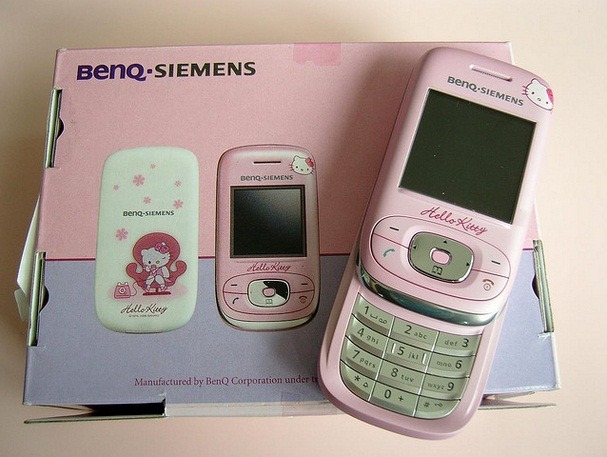 BenQ·SIEMENS
BenQ·SIEMENS
Hello Kitty
BenQ·SIEMENS
Hello Kitty
Manufactured by BenQ Corporation under
BenQ·SIEMENS
Hello Kitty
1
2 abc
def 3
4 ghi
5 jkl
mno 6
7 pqrs
8 tuv
wxyz 9
*
0 +
#